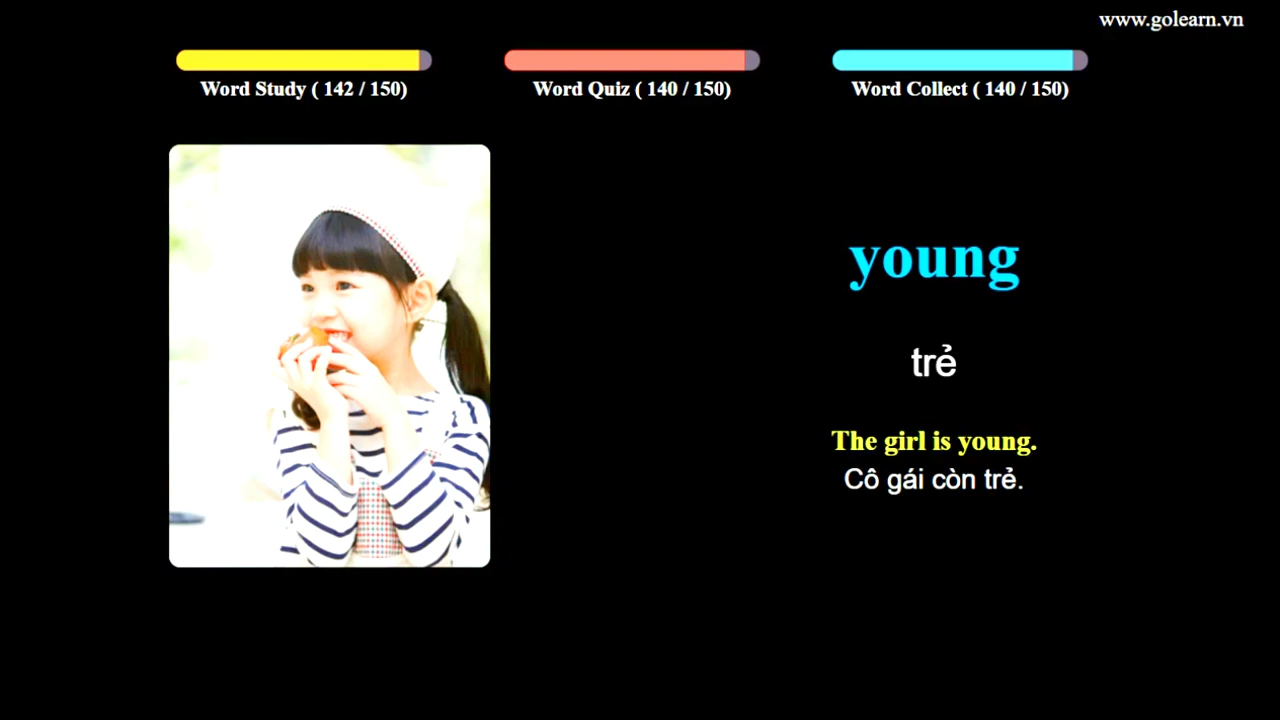 www.golearn.vn
Word Study ( 142 / 150)
Word Quiz ( 140 / 150)
Word Collect ( 140 / 150)
young
trẻ
The girl is young.
Cô gái còn trẻ.